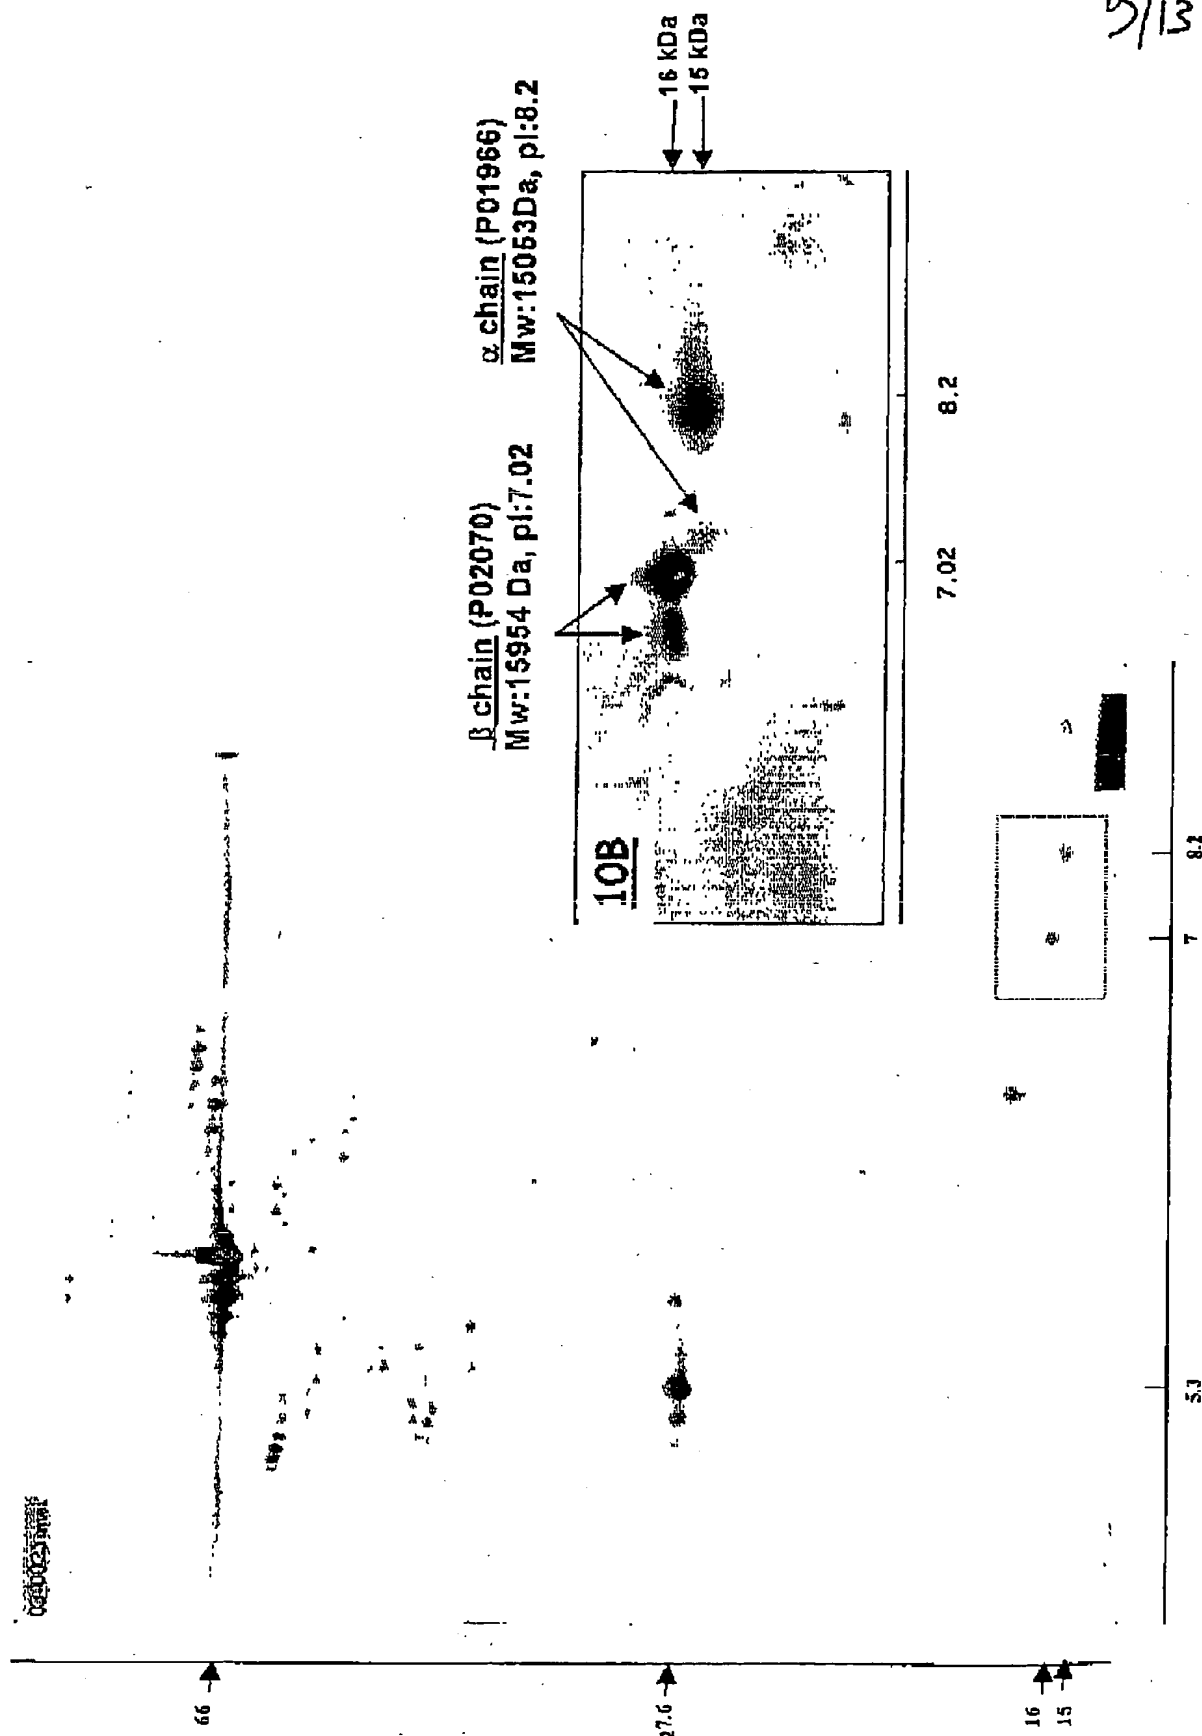 9/13
16 kDa
15 kDa
α chain (P01966)
Mw:15053Da, pI:8.2
β chain (P02070)
Mw:15954 Da, pI:7.02
10B
7.02
8.2
66
27.6
16
15
5.3
7
8.2